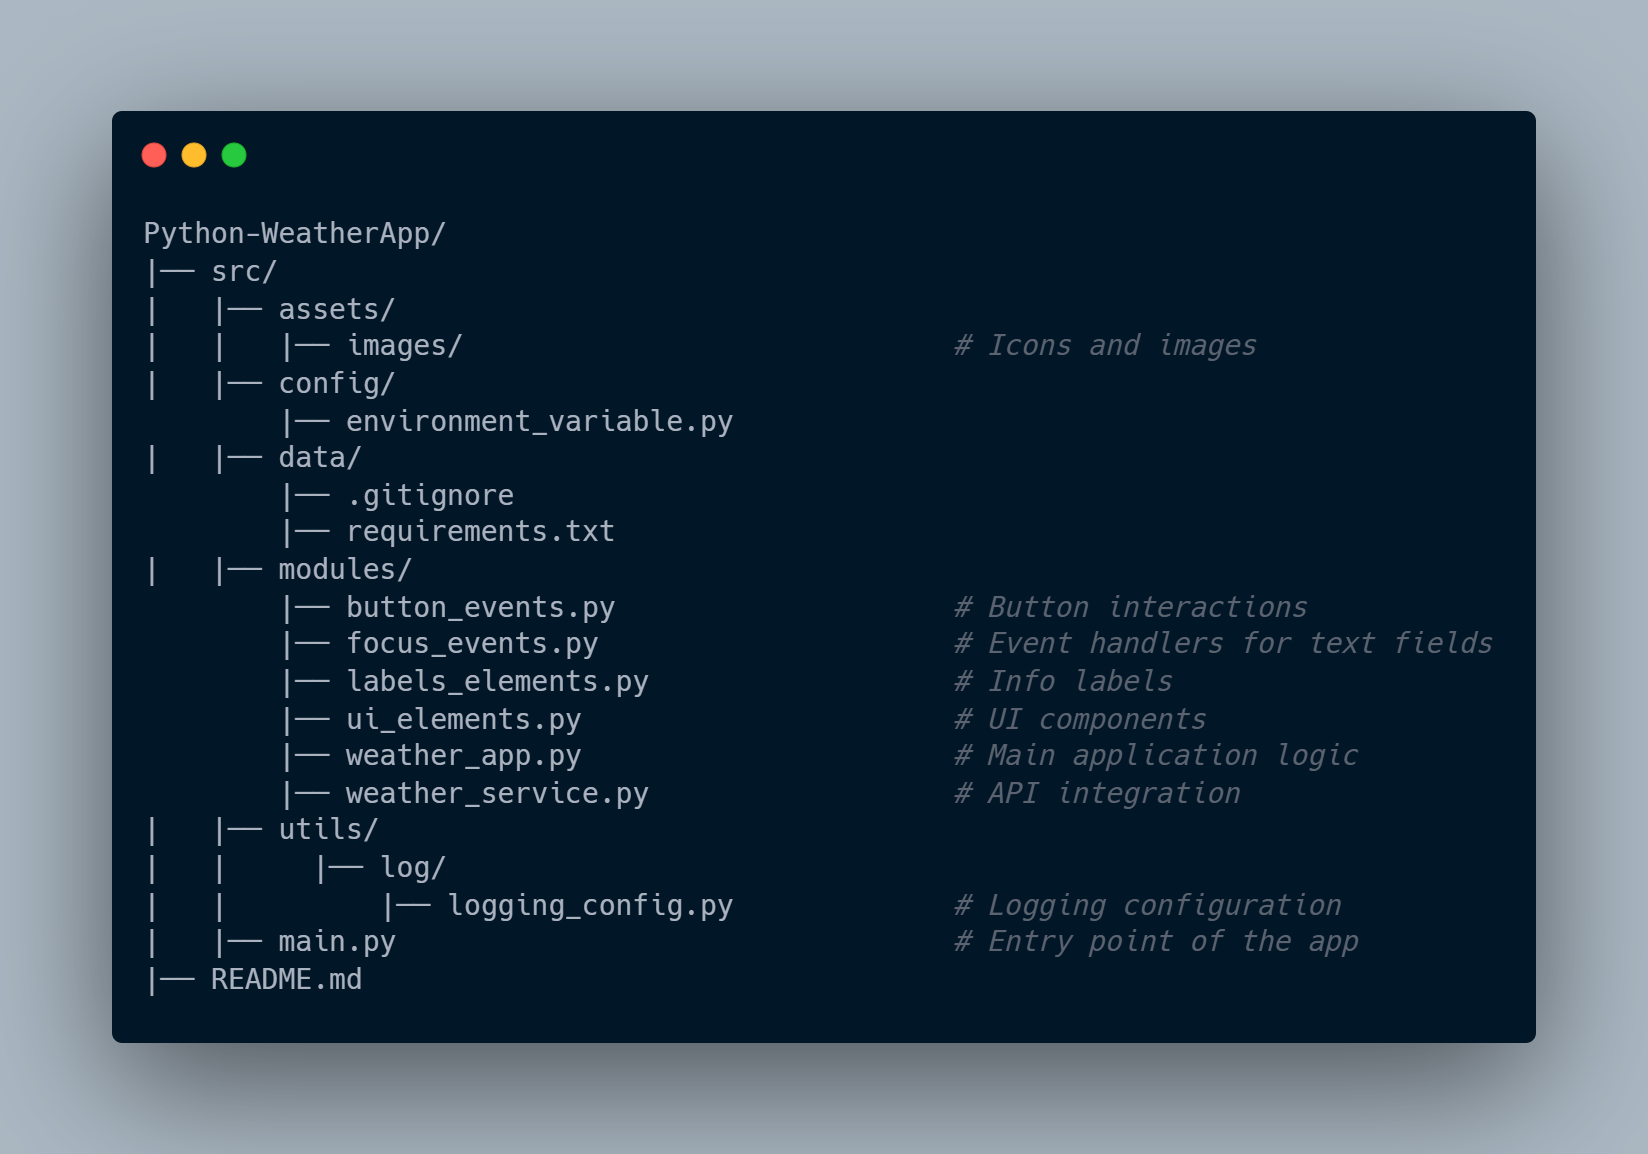 Python-WeatherApp/
|── src/
|   |── assets/
|   |   |── images/                             # Icons and images
|   |── config/
        |── environment_variable.py
|   |── data/
        |── .gitignore
        |── requirements.txt
|   |── modules/
        |── button_events.py                    # Button interactions
        |── focus_events.py                     # Event handlers for text fields
        |── labels_elements.py                  # Info labels
        |── ui_elements.py                      # UI components
        |── weather_app.py                      # Main application logic
        |── weather_service.py                  # API integration
|   |── utils/
|   |     |── log/
|   |         |── logging_config.py             # Logging configuration
|   |── main.py                                 # Entry point of the app
|── README.md